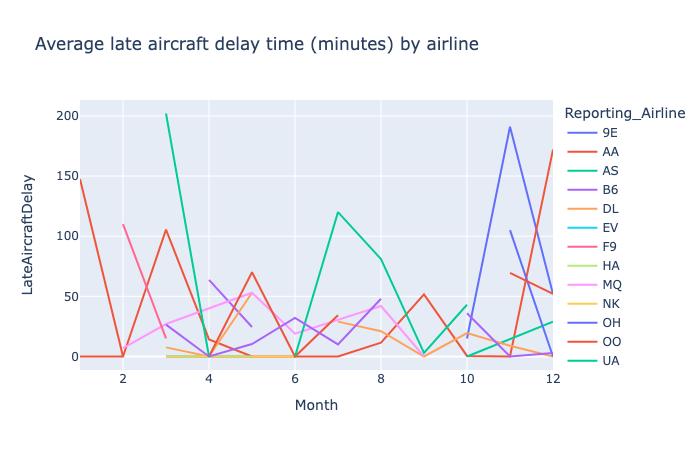 Average late aircraft delay time (minutes) by airline
Reporting_Airline
9E
AA
AS
B6
DL
EV
F9
HA
MQ
NK
OH
OO
UA
LateAircraftDelay
200
150
100
50
0
2
4
6
8
10
12
Month